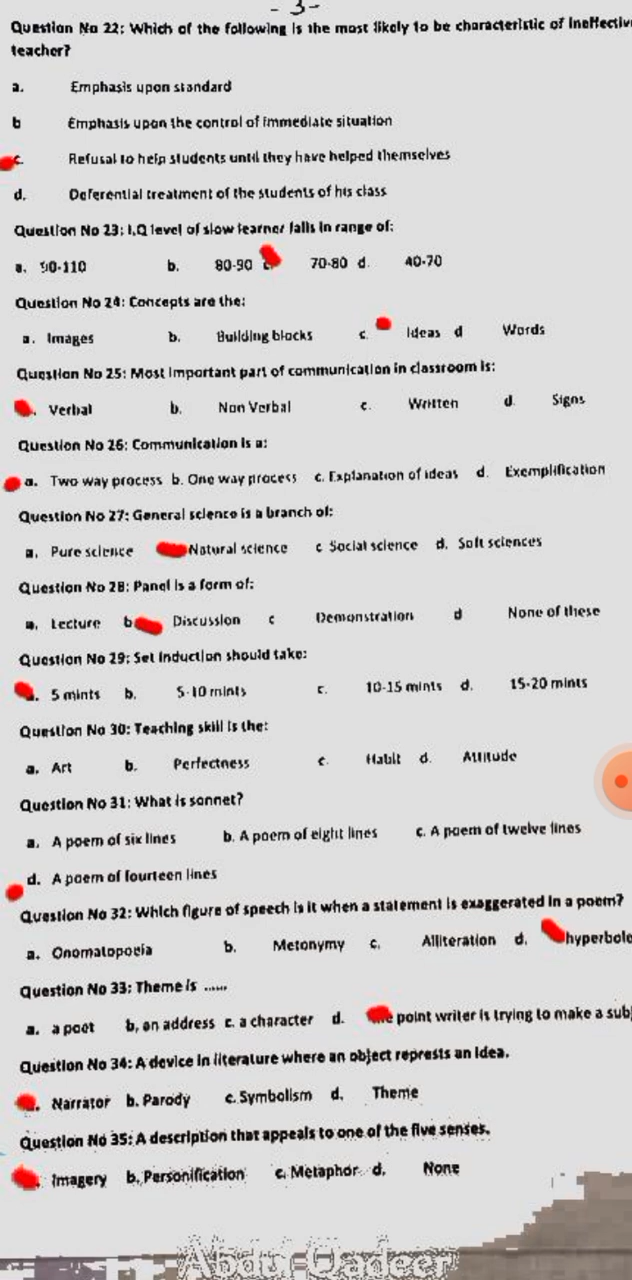 - 3 -
Question No 22: Which of the following is the most likely to be characteristic of ineffective
teacher?
a. Emphasis upon standard
b Emphasis upon the control of immediate situation
c. Refusal to help students until they have helped themselves
d. Deferential treatment of the students of his class
Question No 23: I,Q level of slow learner falls in range of:
a. 90-110 b. 80-90 c. 70-80 d. 40-70
Question No 24: Concepts are the:
a. Images b. Building blocks c. Ideas d Words
Question No 25: Most important part of communication in classroom is:
. Verbal b. Non Verbal c. Written d. Signs
Question No 26: Communication is a:
a. Two way process b. One way process c. Explanation of ideas d. Exemplification
Question No 27: General science is a branch of:
a. Pure science Natural science c Social science d. Soft sciences
Question No 28: Panel is a form of:
a. Lecture b Discussion c Demonstration d None of these
Question No 29: Set induction should take:
. 5 mints b. 5-10 mints c. 10-15 mints d. 15-20 mints
Question No 30: Teaching skill is the:
a. Art b. Perfectness c. Habit d. Attitude
Question No 31: What is sonnet?
a. A poem of six lines b. A poem of eight lines c. A poem of twelve lines
d. A poem of fourteen lines
Question No 32: Which figure of speech is it when a statement is exaggerated in a poem?
a. Onomatopoeia b. Metonymy c. Alliteration d. hyperbole
Question No 33: Theme is ......
a. a poet b, an address c. a character d. point writer is trying to make a subj
Question No 34: A device in literature where an object represts an idea.
. Narrator b. Parody c. Symbolism d. Theme
Question No 35: A description that appeals to one of the five senses.
. Imagery b. Personification c. Metaphor d. None
Abdul Qadeer